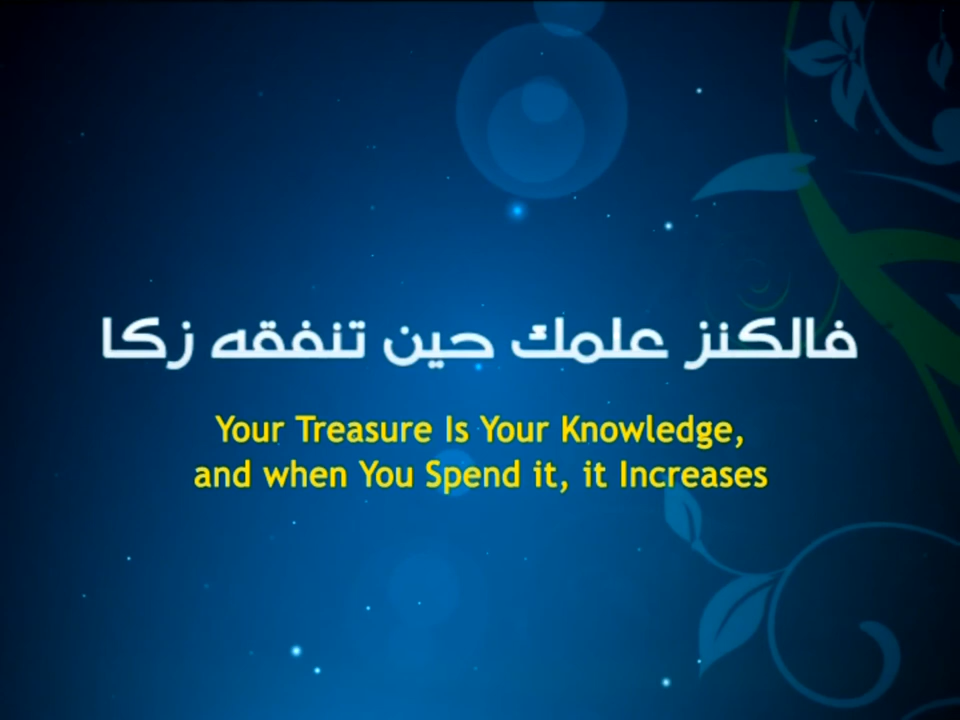 فالكنز علمك حين تنفقه زكا
Your Treasure Is Your Knowledge,
and when You Spend it, it Increases